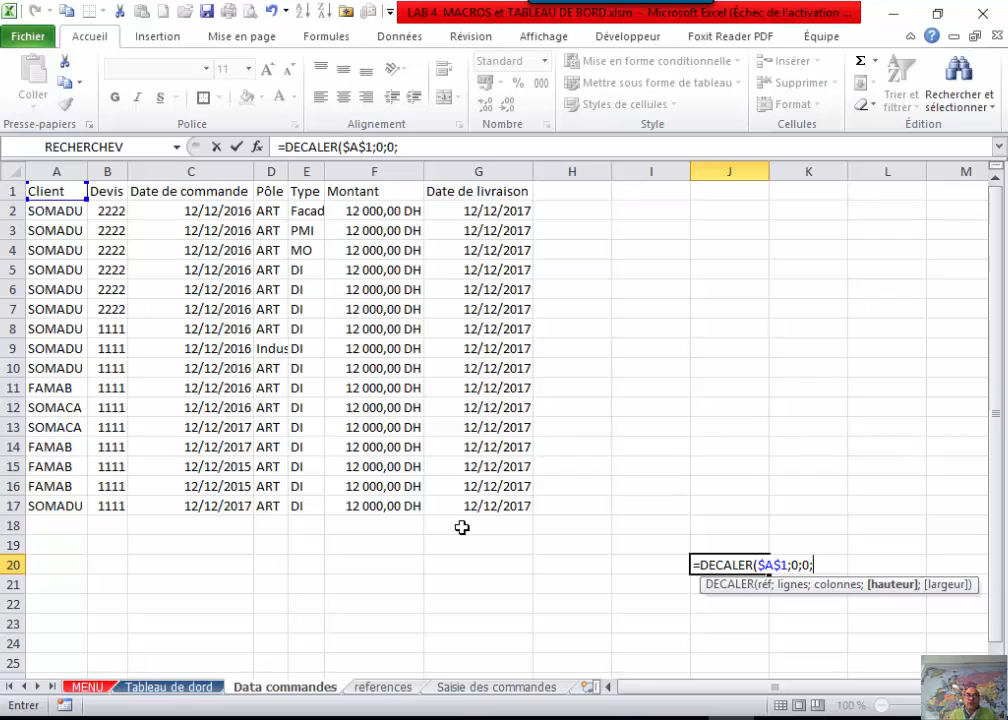 LAB 4 MACROS et TABLEAU DE BORD.xlsm - Microsoft Excel (Échec de l'activation ...
Fichier Accueil Insertion Mise en page Formules Données Révision Affichage Développeur Foxit Reader PDF Équipe
Coller
11 A A
Standard
Mise en forme conditionnelle
Insérer
Σ
G I S A
% 000
Mettre sous forme de tableau
Supprimer
Trier et filtrer
Rechercher et sélectionner
Styles de cellules
Format
Presse-papiers Police Alignement Nombre Style Cellules Édition
RECHERCHEV fx =DECALER($A$1;0;0;
A B C D E F G H I J K L M
1 Client Devis Date de commande Pôle Type Montant Date de livraison
2 SOMADU 2222 12/12/2016 ART Facad 12 000,00 DH 12/12/2017
3 SOMADU 2222 12/12/2016 ART PMI 12 000,00 DH 12/12/2017
4 SOMADU 2222 12/12/2016 ART MO 12 000,00 DH 12/12/2017
5 SOMADU 2222 12/12/2016 ART DI 12 000,00 DH 12/12/2017
6 SOMADU 2222 12/12/2016 ART DI 12 000,00 DH 12/12/2017
7 SOMADU 2222 12/12/2016 ART DI 12 000,00 DH 12/12/2017
8 SOMADU 1111 12/12/2016 ART DI 12 000,00 DH 12/12/2017
9 SOMADU 1111 12/12/2016 Indus DI 12 000,00 DH 12/12/2017
10 SOMADU 1111 12/12/2016 ART DI 12 000,00 DH 12/12/2017
11 FAMAB 1111 12/12/2016 ART DI 12 000,00 DH 12/12/2017
12 SOMACA 1111 12/12/2016 ART DI 12 000,00 DH 12/12/2017
13 SOMACA 1111 12/12/2017 ART DI 12 000,00 DH 12/12/2017
14 FAMAB 1111 12/12/2017 ART DI 12 000,00 DH 12/12/2017
15 FAMAB 1111 12/12/2015 ART DI 12 000,00 DH 12/12/2017
16 FAMAB 1111 12/12/2015 ART DI 12 000,00 DH 12/12/2017
17 SOMADU 1111 12/12/2017 ART DI 12 000,00 DH 12/12/2017
18
19
20 =DECALER($A$1;0;0;
21 DECALER(réf; lignes; colonnes; [hauteur]; [largeur])
22
23
24
25
MENU Tableau de bord Data commandes references Saisie des commandes
Entrer 100 %